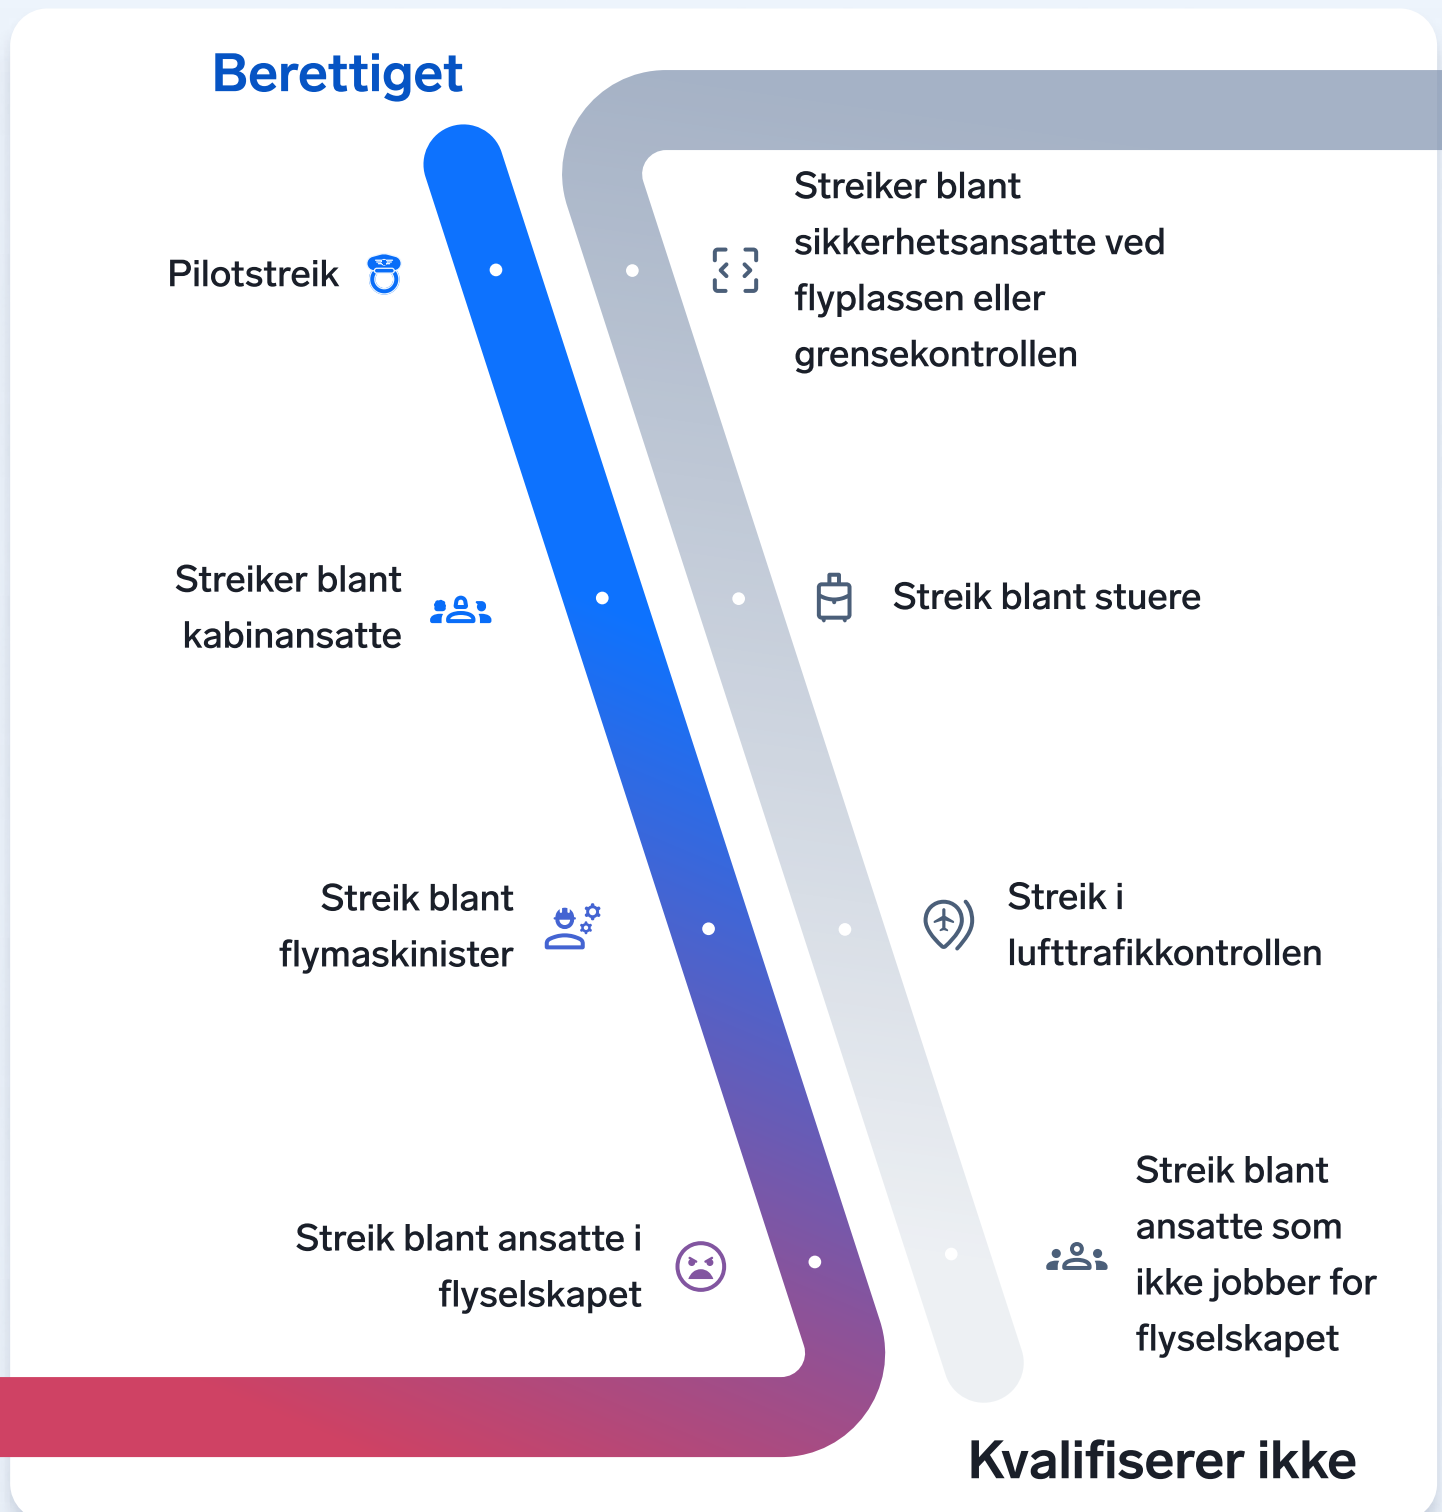 Berettiget
Pilotstreik
Streiker blant
kabinansatte
Streik blant
flymaskinister
Streik blant ansatte i
flyselskapet
Streiker blant
sikkerhetsansatte ved
flyplassen eller
grensekontrollen
Streik blant stuere
Streik i
lufttrafikkontrollen
Streik blant
ansatte som
ikke jobber for
flyselskapet
Kvalifiserer ikke